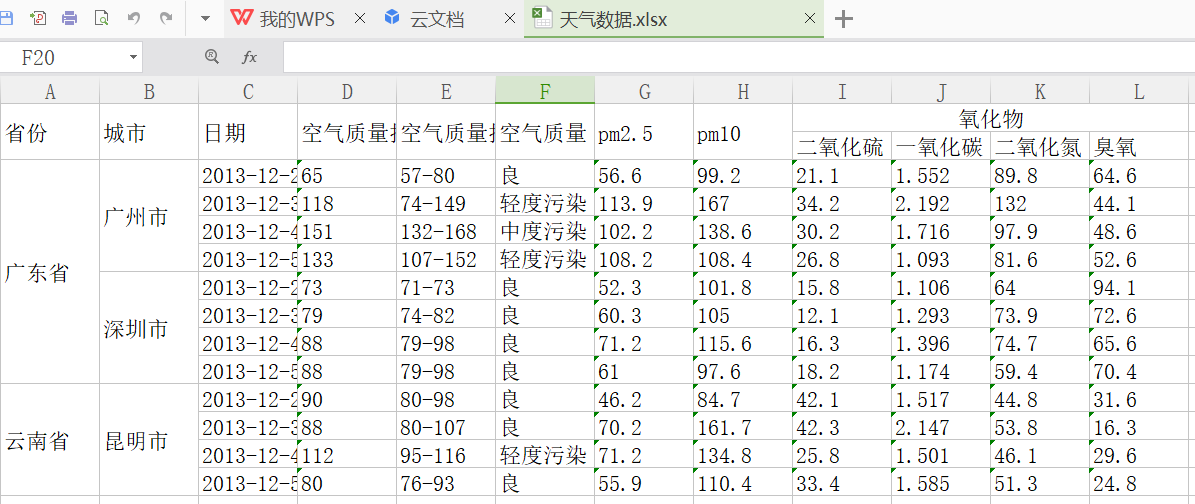 我的WPS 云文档 天气数据.xlsx
F20 fx
A B C D E F G H I J K L
省份 城市 日期 空气质量 空气质量 空气质量 pm2.5 pm10 氧化物
二氧化硫 一氧化碳 二氧化氮 臭氧
广东省 广州市 2013-12-2 65 57-80 良 56.6 99.2 21.1 1.552 89.8 64.6
2013-12-3 118 74-149 轻度污染 113.9 167 34.2 2.192 132 44.1
2013-12-4 151 132-168 中度污染 102.2 138.6 30.2 1.716 97.9 48.6
2013-12-5 133 107-152 轻度污染 108.2 108.4 26.8 1.093 81.6 52.6
深圳市 2013-12-2 73 71-73 良 52.3 101.8 15.8 1.106 64 94.1
2013-12-3 79 74-82 良 60.3 105 12.1 1.293 73.9 72.6
2013-12-4 88 79-98 良 71.2 115.6 16.3 1.396 74.7 65.6
2013-12-5 88 79-98 良 61 97.6 18.2 1.174 59.4 70.4
云南省 昆明市 2013-12-2 90 80-98 良 46.2 84.7 42.1 1.517 44.8 31.6
2013-12-3 88 80-107 良 70.2 161.7 42.3 2.147 53.8 16.3
2013-12-4 112 95-116 轻度污染 71.2 134.8 25.8 1.501 46.1 29.6
2013-12-5 80 76-93 良 55.9 110.4 33.4 1.585 51.3 24.8